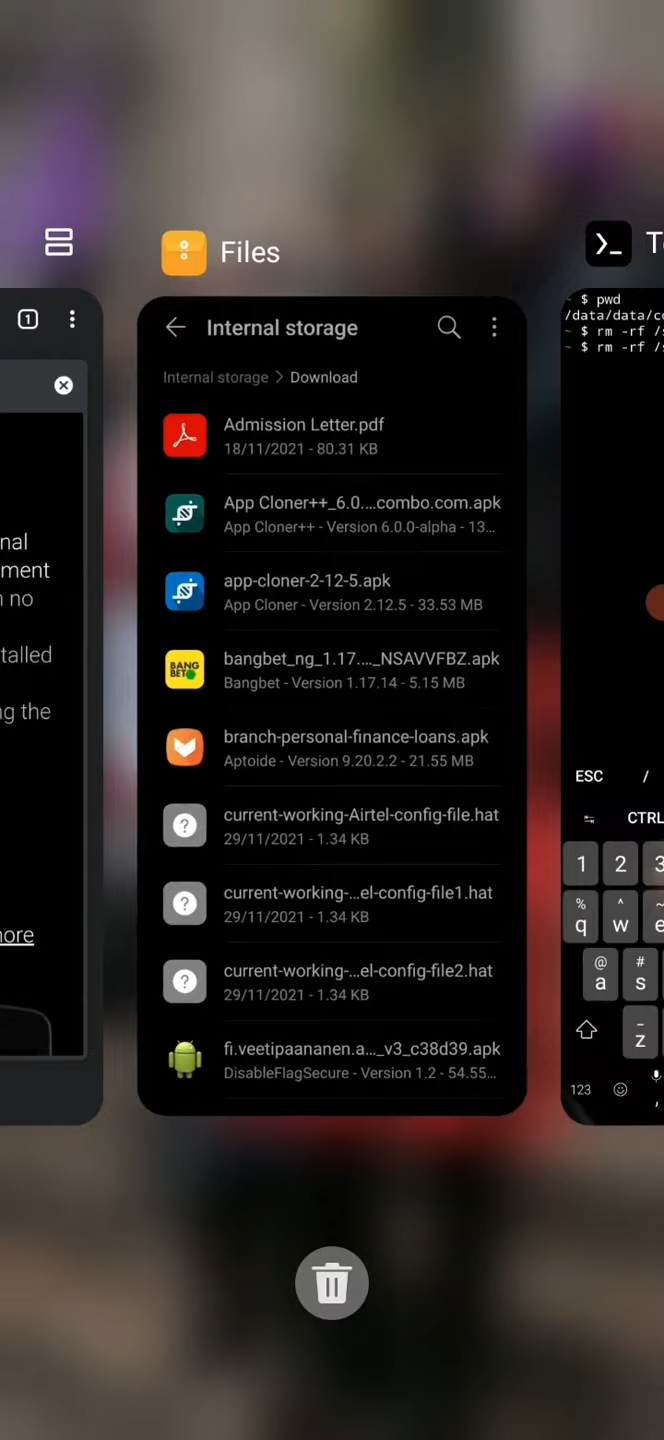 1
nal
ment
n no
talled
ng the
nore
Files
Internal storage
Internal storage > Download
Admission Letter.pdf
18/11/2021 - 80.31 KB
App Cloner++_6.0....combo.com.apk
App Cloner++ - Version 6.0.0-alpha - 13...
app-cloner-2-12-5.apk
App Cloner - Version 2.12.5 - 33.53 MB
BANG
BET
bangbet_ng_1.17...._NSAVVFBZ.apk
Bangbet - Version 1.17.14 - 5.15 MB
branch-personal-finance-loans.apk
Aptoide - Version 9.20.2.2 - 21.55 MB
current-working-Airtel-config-file.hat
29/11/2021 - 1.34 KB
current-working-...el-config-file1.hat
29/11/2021 - 1.34 KB
current-working-...el-config-file2.hat
29/11/2021 - 1.34 KB
fi.veetipaananen.a..._v3_c38d39.apk
DisableFlagSecure - Version 1.2 - 54.55...
~ $ pwd
/data/data/co
~ $ rm -rf /s
~ $ rm -rf /s
ESC /
CTRL
1 2 3
% ^ ~
q w e
@ #
a s
-
z
123
,